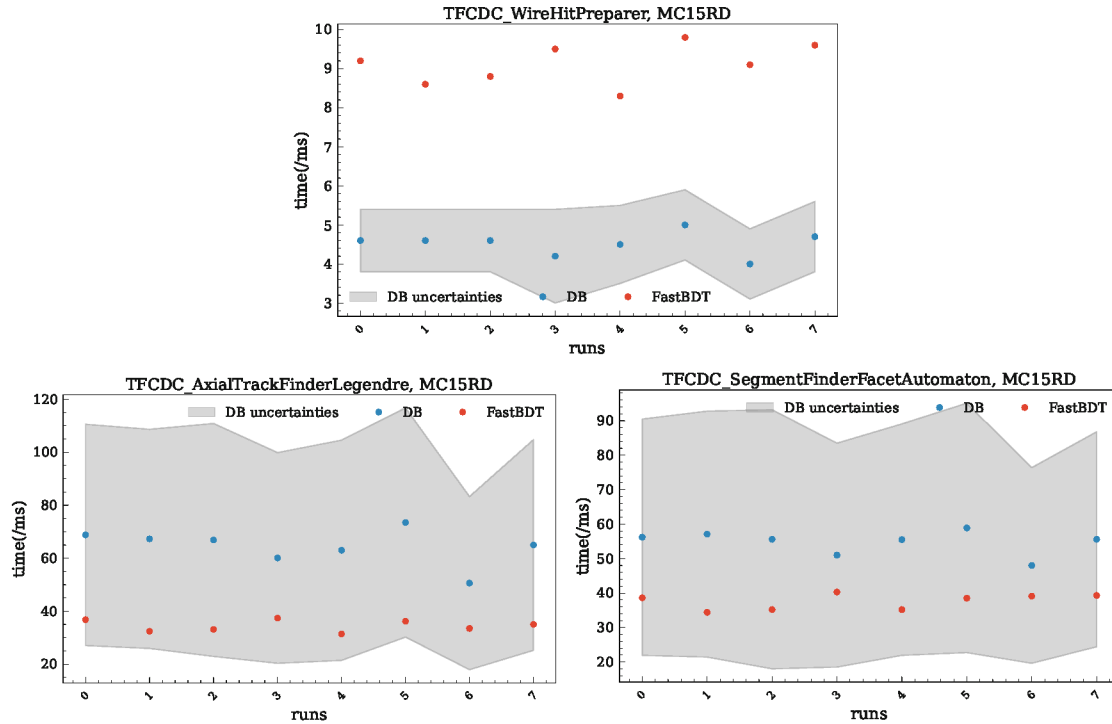 TFCDC_WireHitPreparer, MC15RD
10
9
8
7
6
5
4
3
time(/ms)
DB uncertainties DB FastBDT
0 1 2 3 4 5 6 7
runs
TFCDC_AxialTrackFinderLegendre, MC15RD
120
100
80
60
40
20
time(/ms)
DB uncertainties DB FastBDT
0 1 2 3 4 5 6 7
runs
TFCDC_SegmentFinderFacetAutomaton, MC15RD
90
80
70
60
50
40
30
20
time(/ms)
DB uncertainties DB FastBDT
0 1 2 3 4 5 6 7
runs